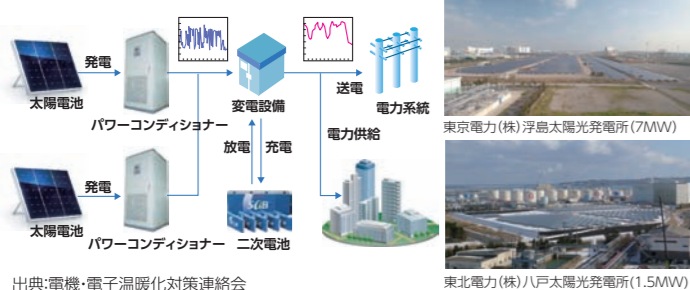 発電
太陽電池
パワーコンディショナー
変電設備
送電
電力系統
放電
充電
電力供給
発電
太陽電池
パワーコンディショナー
二次電池
出典:電機・電子温暖化対策連絡会
東京電力(株)浮島太陽光発電所(7MW)
東北電力(株)八戸太陽光発電所(1.5MW)